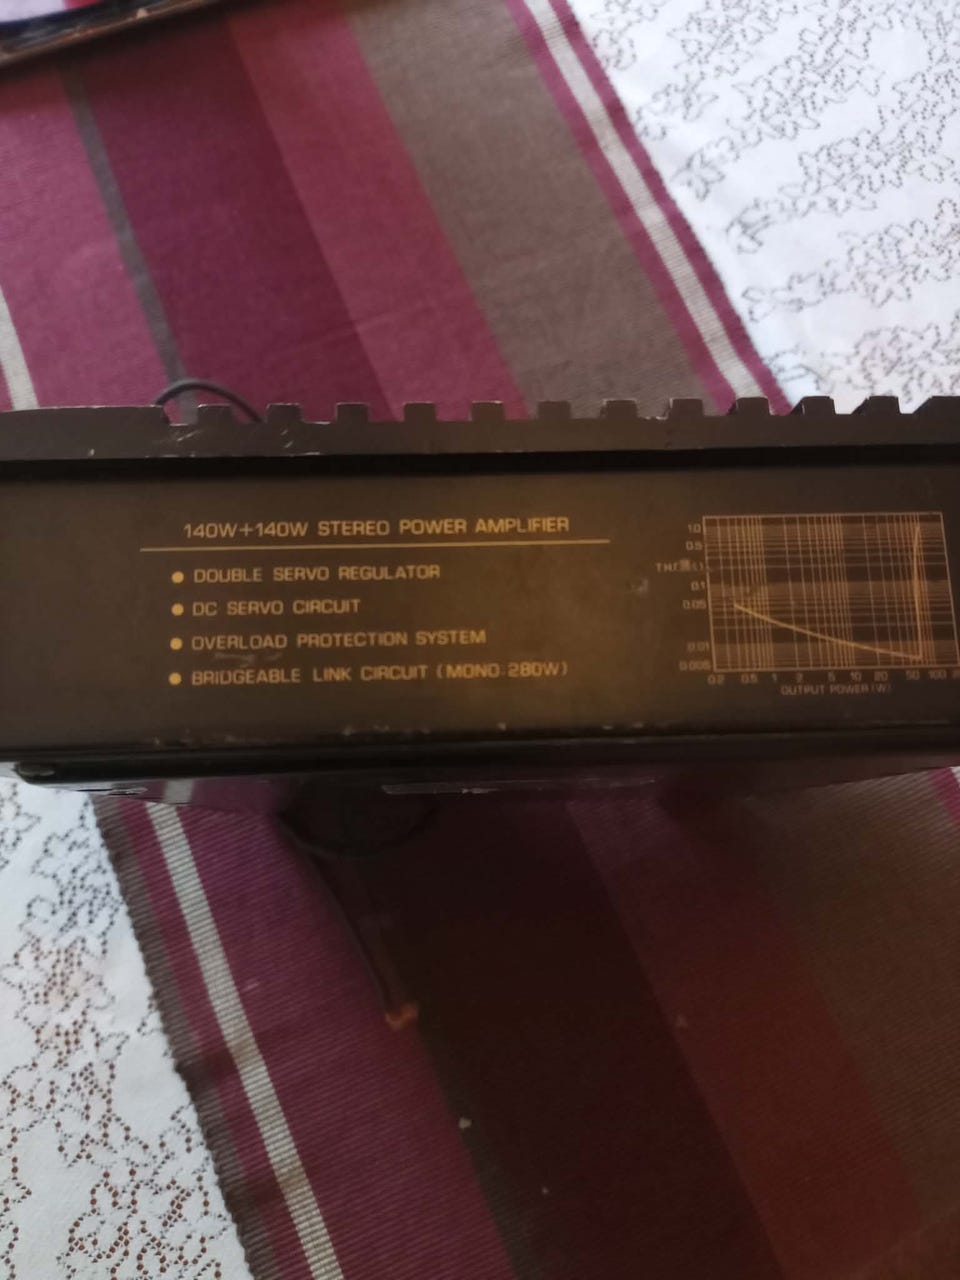 140W+140W STEREO POWER AMPLIFIER
● DOUBLE SERVO REGULATOR
● DC SERVO CIRCUIT
● OVERLOAD PROTECTION SYSTEM
● BRIDGEABLE LINK CIRCUIT (MONO: 280W)
1.0
0.5
0.1
0.05
0.01
0.005
0.2 0.5 1 2 5 10 20 50 100
OUTPUT POWER (W)